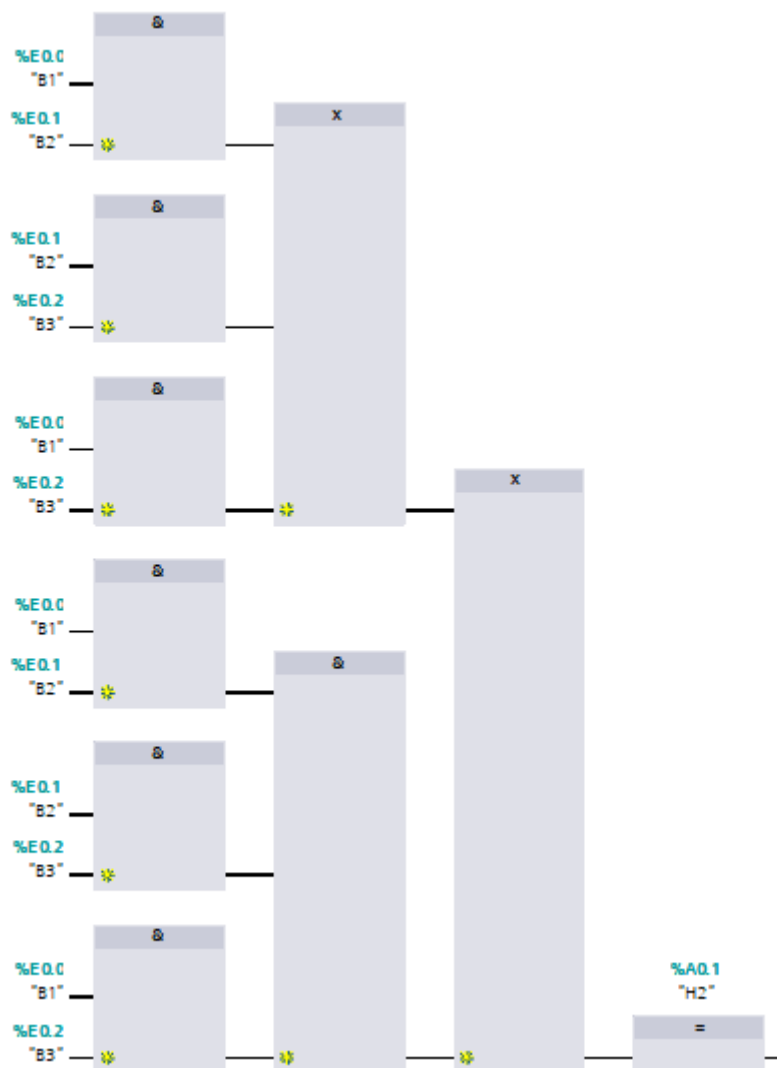 &
%E0.0
"B1"
%E0.1
"B2"
x
&
%E0.1
"B2"
%E0.2
"B3"
&
%E0.0
"B1"
%E0.2
"B3"
x
&
%E0.0
"B1"
%E0.1
"B2"
&
&
%E0.1
"B2"
%E0.2
"B3"
&
%E0.0
"B1"
%E0.2
"B3"
%A0.1
"H2"
=